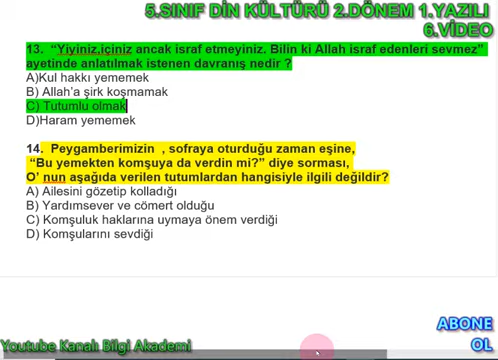 5.SINIF DİN KÜLTÜRÜ 2.DÖNEM 1.YAZILI
6.VİDEO
13. “Yiyiniz,içiniz ancak israf etmeyiniz. Bilin ki Allah israf edenleri sevmez”
ayetinde anlatılmak istenen davranış nedir ?
A)Kul hakkı yememek
B) Allah’a şirk koşmamak
C) Tutumlu olmak
D)Haram yememek
14. Peygamberimizin , sofraya oturduğu zaman eşine,
“Bu yemekten komşuya da verdin mi?” diye sorması,
O’ nun aşağıda verilen tutumlardan hangisiyle ilgili değildir?
A) Ailesini gözetip kolladığı
B) Yardımsever ve cömert olduğu
C) Komşuluk haklarına uymaya önem verdiği
D) Komşularını sevdiği
ABONE
OL
Youtube Kanalı Bilgi Akademi